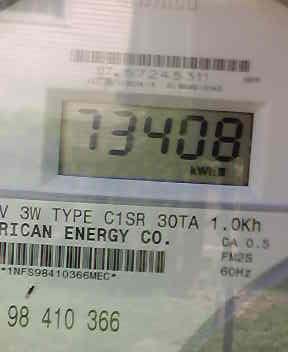 73408
kWh
V 3W TYPE C1SR 30TA 1.0Kh
RICAN ENERGY CO.
CA 0.5
FM2S
60Hz
*1NFS98410366MEC*
98 410 366